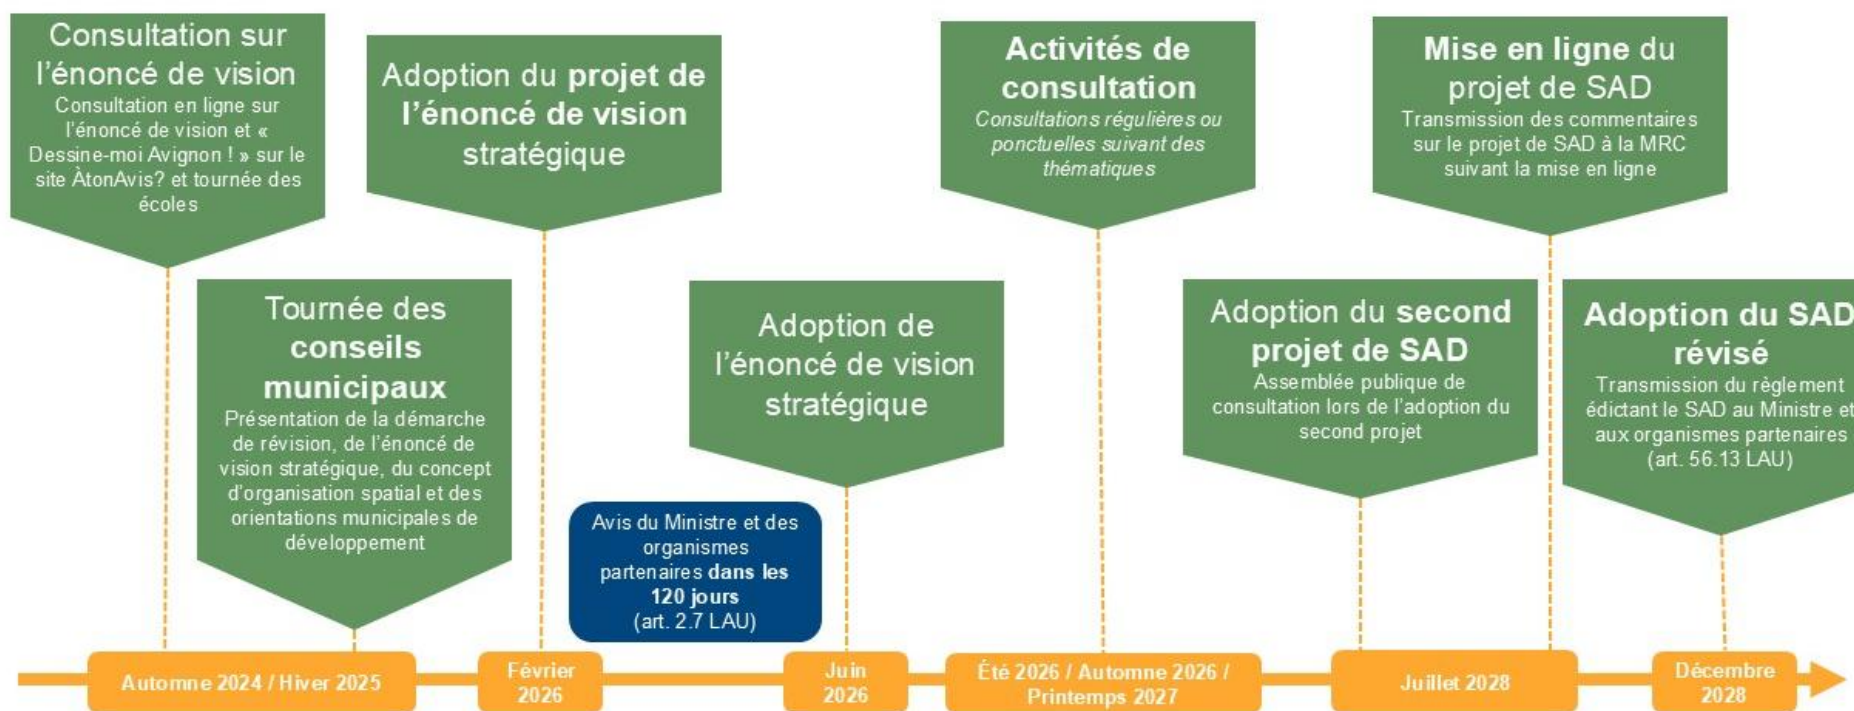 Consultation sur
l’énoncé de vision
Consultation en ligne sur
l’énoncé de vision et «
Dessine-moi Avignon ! » sur le
site ÀtonAvis? et tournée des
écoles
Tournée des
conseils
municipaux
Présentation de la démarche
de révision, de l’énoncé de
vision stratégique, du concept
d’organisation spatial et des
orientations municipales de
développement
Adoption du projet de
l’énoncé de vision
stratégique
Avis du Ministre et des
organismes
partenaires dans les
120 jours
(art. 2.7 LAU)
Adoption de
l’énoncé de vision
stratégique
Activités de
consultation
Consultations régulières ou
ponctuelles suivant des
thématiques
Adoption du second
projet de SAD
Assemblée publique de
consultation lors de l’adoption du
second projet
Mise en ligne du
projet de SAD
Transmission des commentaires
sur le projet de SAD à la MRC
suivant la mise en ligne
Adoption du SAD
révisé
Transmission du règlement
édictant le SAD au Ministre et
aux organismes partenaires
(art. 56.13 LAU)
Automne 2024 / Hiver 2025
Février
2026
Juin
2026
Été 2026 / Automne 2026 /
Printemps 2027
Juillet 2028
Décembre
2028